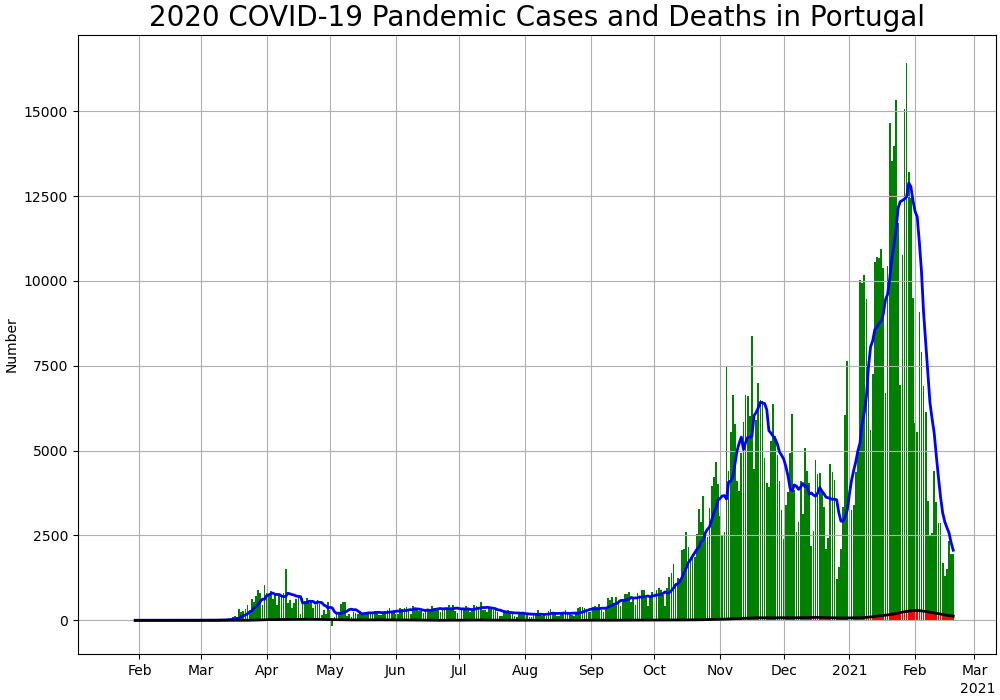 2020 COVID-19 Pandemic Cases and Deaths in Portugal
Number
15000
12500
10000
7500
5000
2500
0
Feb Mar Apr May Jun Jul Aug Sep Oct Nov Dec 2021 Feb Mar
2021